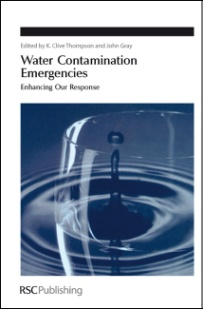 Edited by K. Clive Thompson and John Gray
Water Contamination
Emergencies
Enhancing Our Response
RSCPublishing